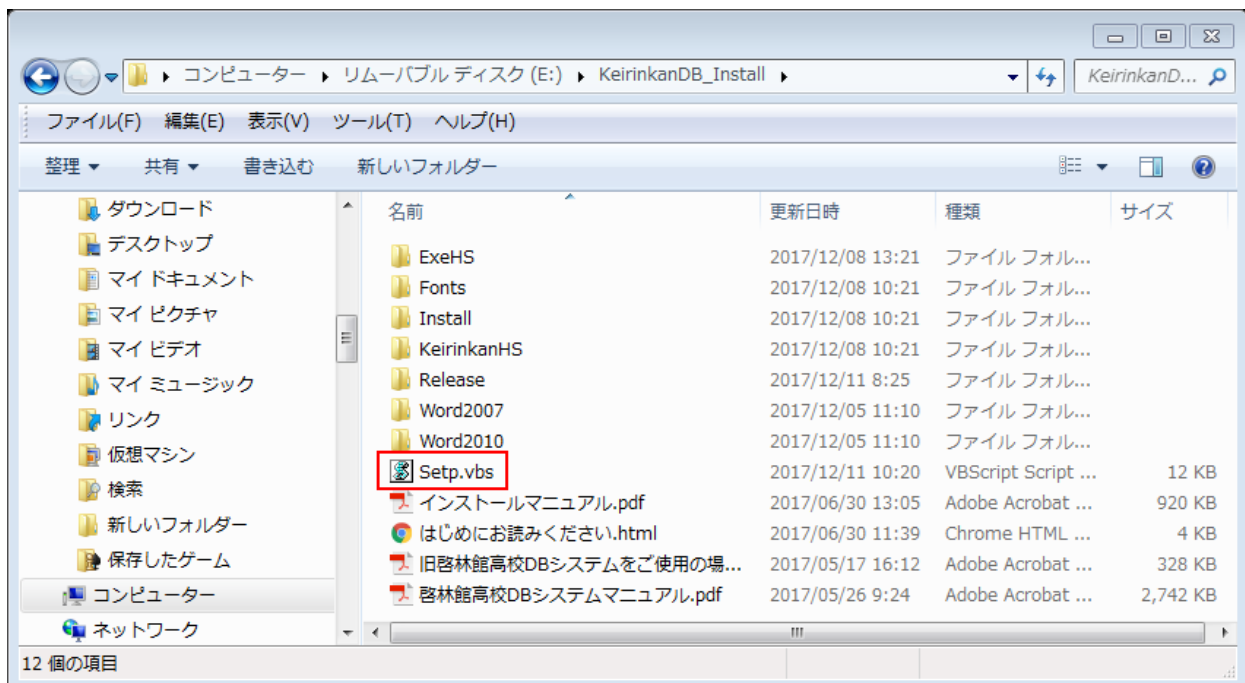 コンピューター リムーバブル ディスク (E:) KeirinkanDB_Install KeirinkanD...
ファイル(F) 編集(E) 表示(V) ツール(T) ヘルプ(H)
整理 共有 書き込む 新しいフォルダー
ダウンロード
デスクトップ
マイ ドキュメント
マイ ピクチャ
マイ ビデオ
マイ ミュージック
リンク
仮想マシン
検索
新しいフォルダー
保存したゲーム
コンピューター
ネットワーク
名前 更新日時 種類 サイズ
ExeHS 2017/12/08 13:21 ファイル フォル...
Fonts 2017/12/08 10:21 ファイル フォル...
Install 2017/12/08 10:21 ファイル フォル...
KeirinkanHS 2017/12/08 10:21 ファイル フォル...
Release 2017/12/11 8:25 ファイル フォル...
Word2007 2017/12/05 11:10 ファイル フォル...
Word2010 2017/12/05 11:10 ファイル フォル...
Setp.vbs 2017/12/11 10:20 VBScript Script ... 12 KB
インストールマニュアル.pdf 2017/06/30 13:05 Adobe Acrobat ... 920 KB
はじめにお読みください.html 2017/06/30 11:39 Chrome HTML ... 4 KB
旧啓林館高校DBシステムをご使用の場... 2017/05/17 16:12 Adobe Acrobat ... 328 KB
啓林館高校DBシステムマニュアル.pdf 2017/05/26 9:24 Adobe Acrobat ... 2,742 KB
12 個の項目